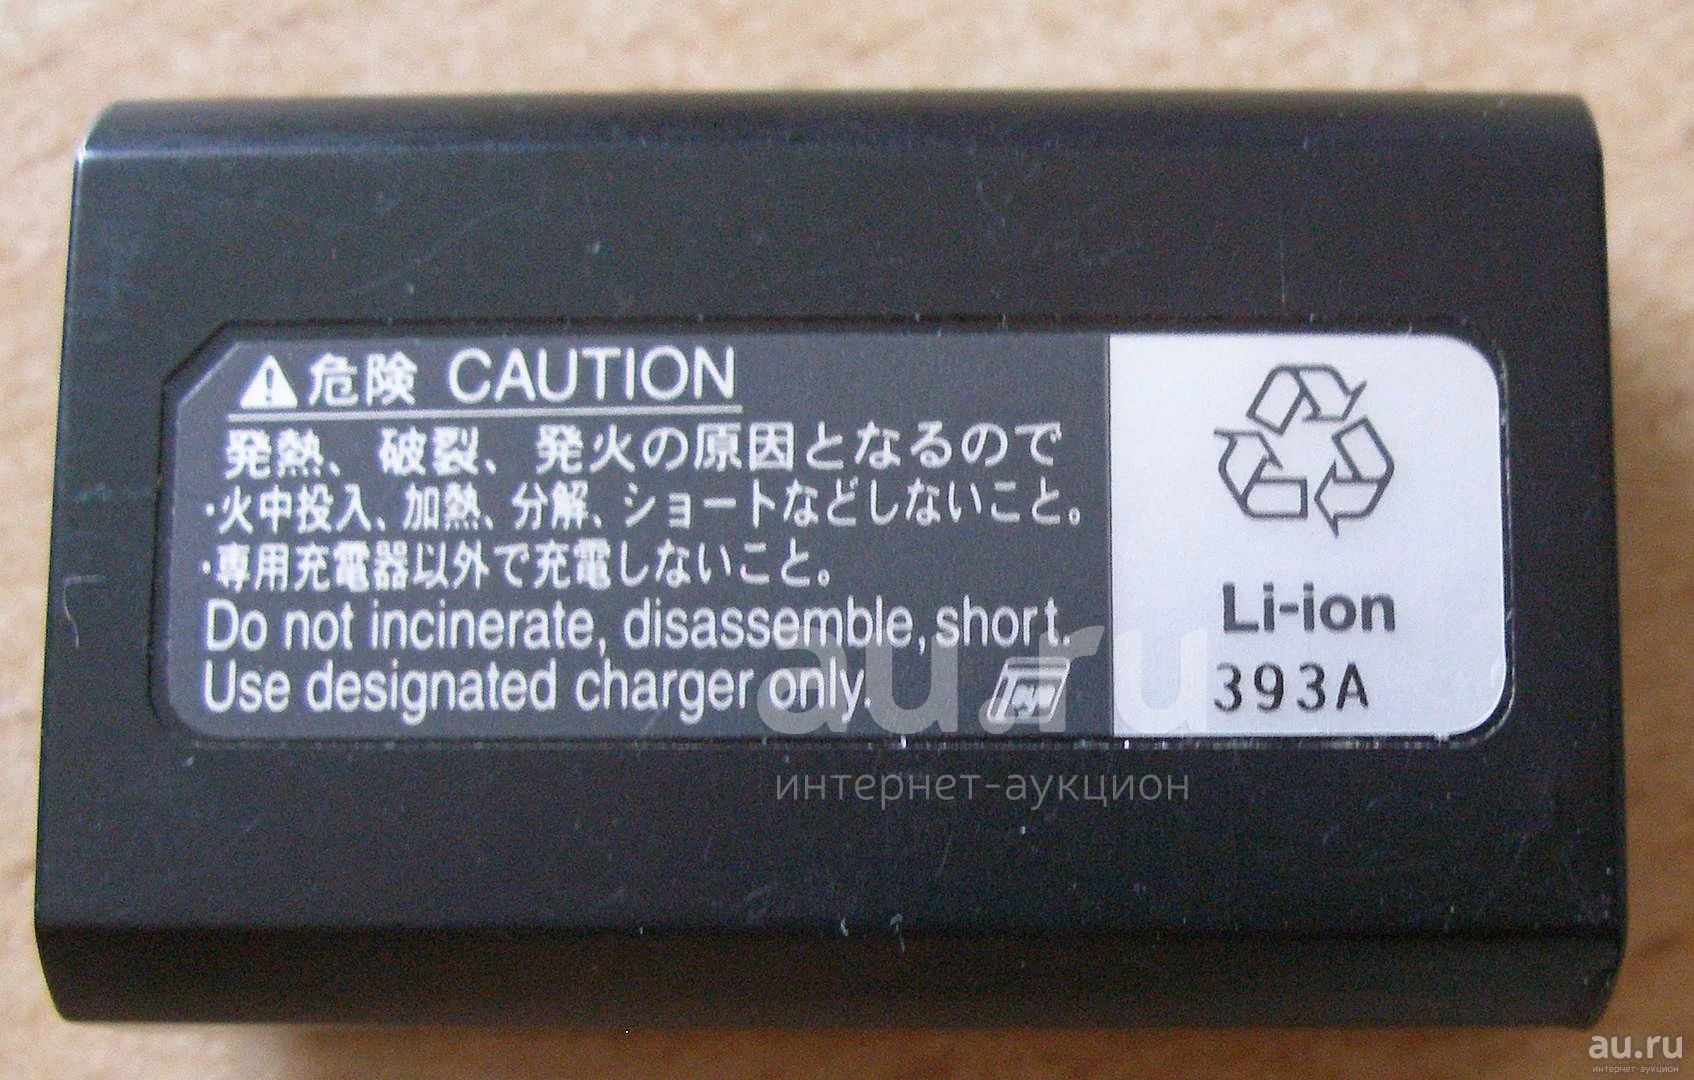 危険 CAUTION
発熱、破裂、発火の原因となるので
・火中投入、加熱、分解、ショートなどしないこと。
・専用充電器以外で充電しないこと。
Do not incinerate, disassemble, short.
Use designated charger only.
Li-ion
393A
au.ru
интернет-аукцион
au.ru
интернет-аукцион